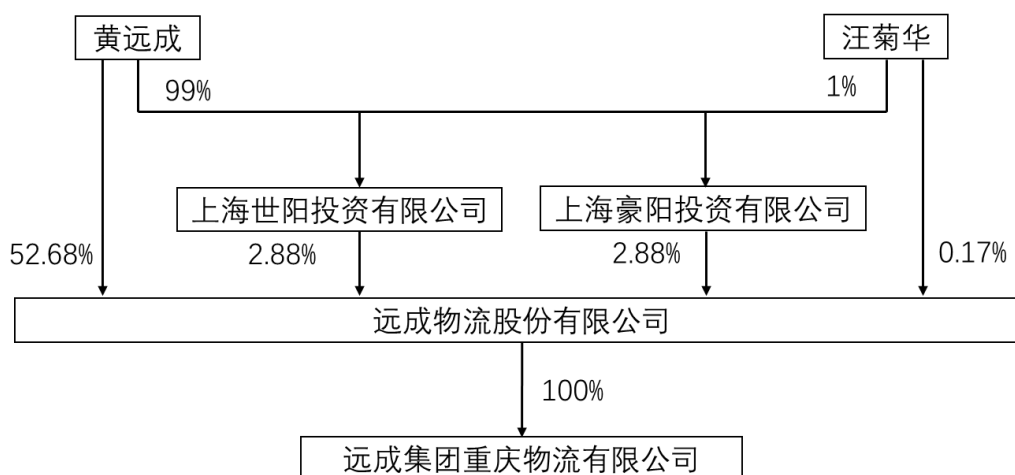 黄远成
汪菊华
99%
1%
上海世阳投资有限公司
上海豪阳投资有限公司
52.68%
2.88%
2.88%
0.17%
远成物流股份有限公司
100%
远成集团重庆物流有限公司